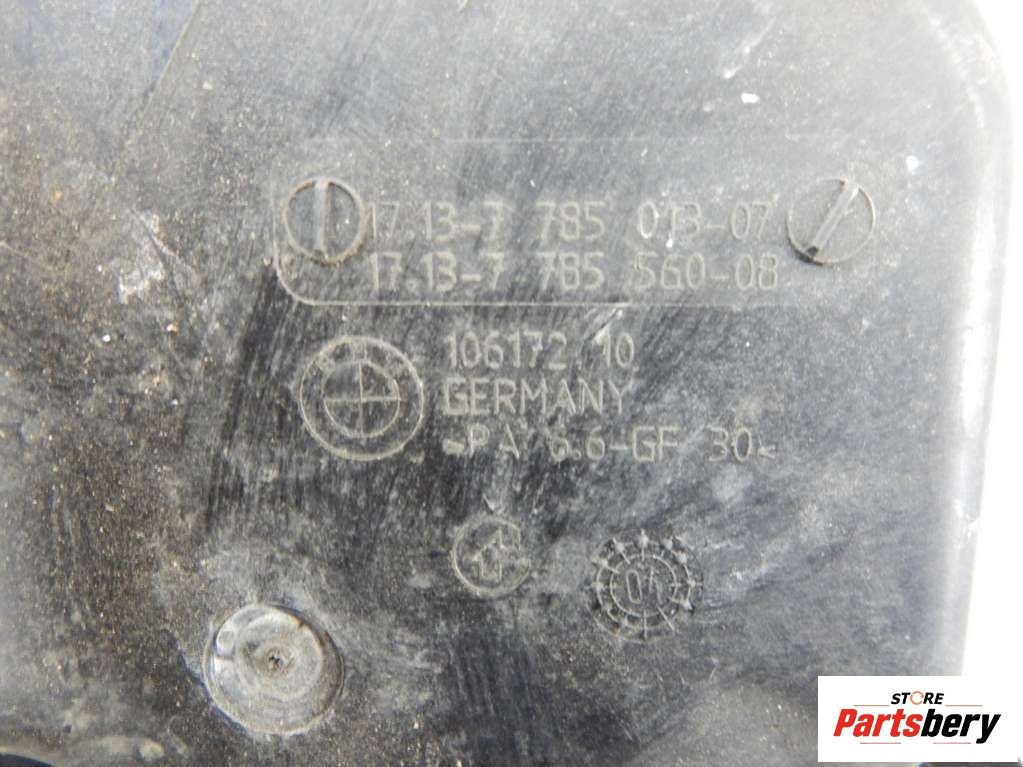 17.13-7 785 013-07
17.13-7 785 560-08
106172 10
GERMANY
>PA 6.6-GF 30<
04
STORE
Partsbery